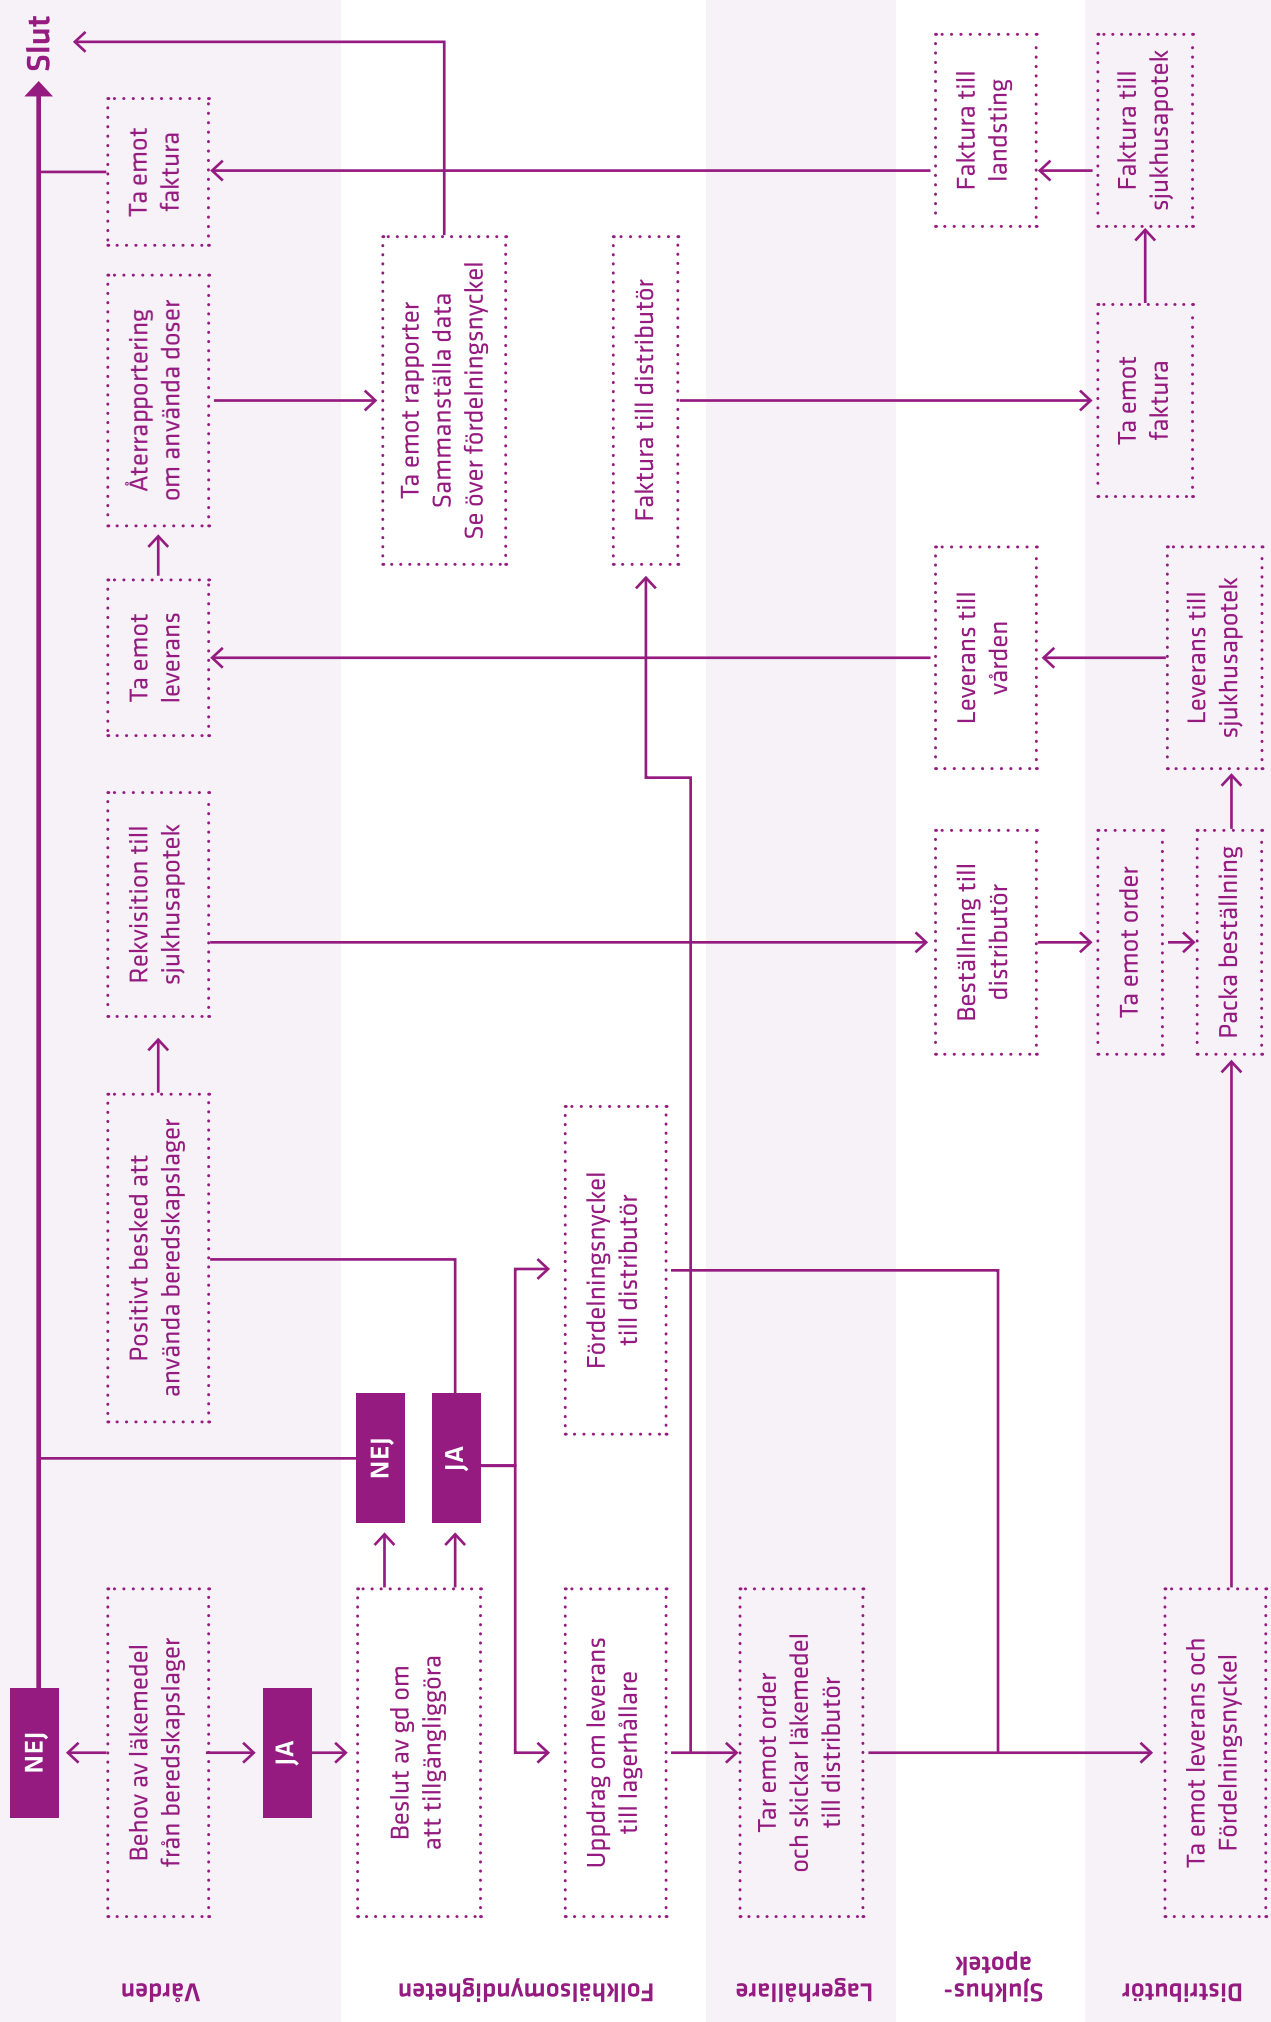 Vården
NEJ
Behov av läkemedel
från beredskapslager
JA
Positivt besked att
använda beredskapslager
Rekvisition till
sjukhusapotek
Ta emot
leverans
Återrapportering
om använda doser
Ta emot
faktura
Slut
Folkhälsomyndigheten
Beslut av gd om
att tillgängliggöra
NEJ
JA
Uppdrag om leverans
till lagerhållare
Fördelningsnyckel
till distributör
Ta emot rapporter
Sammanställa data
Se över fördelningsnyckel
Faktura till distributör
Lagerhållare
Tar emot order
och skickar läkemedel
till distributör
Sjukhus-
apotek
Beställning till
distributör
Leverans till
vården
Faktura till
landsting
Distributör
Ta emot leverans och
Fördelningsnyckel
Ta emot order
Packa beställning
Leverans till
sjukhusapotek
Ta emot
faktura
Faktura till
sjukhusapotek